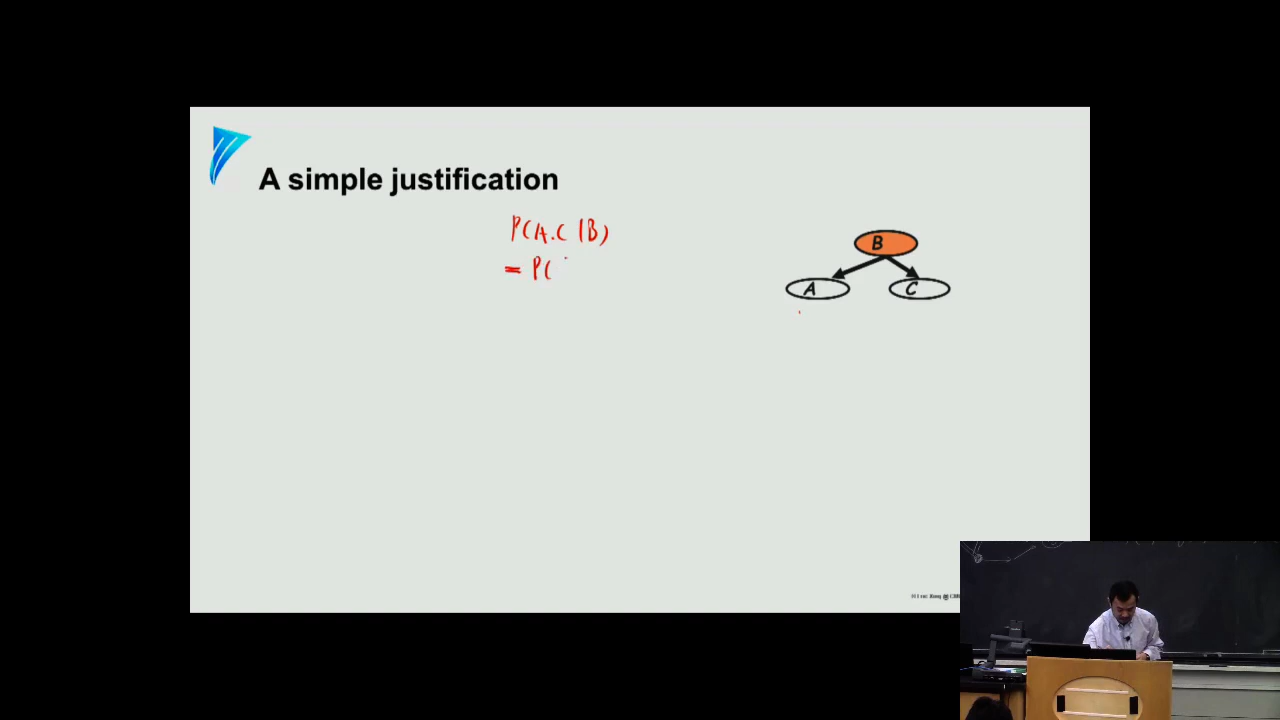 A simple justification
P(A.C|B)
= P(
B
A
C